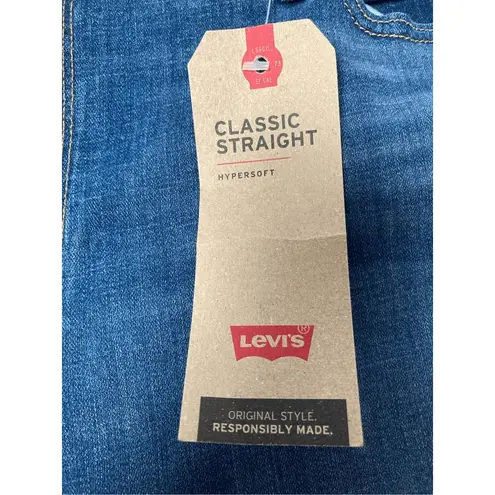 CLASSIC
STRAIGHT
HYPERSOFT
LEVI'S®
ORIGINAL STYLE.
RESPONSIBLY MADE.